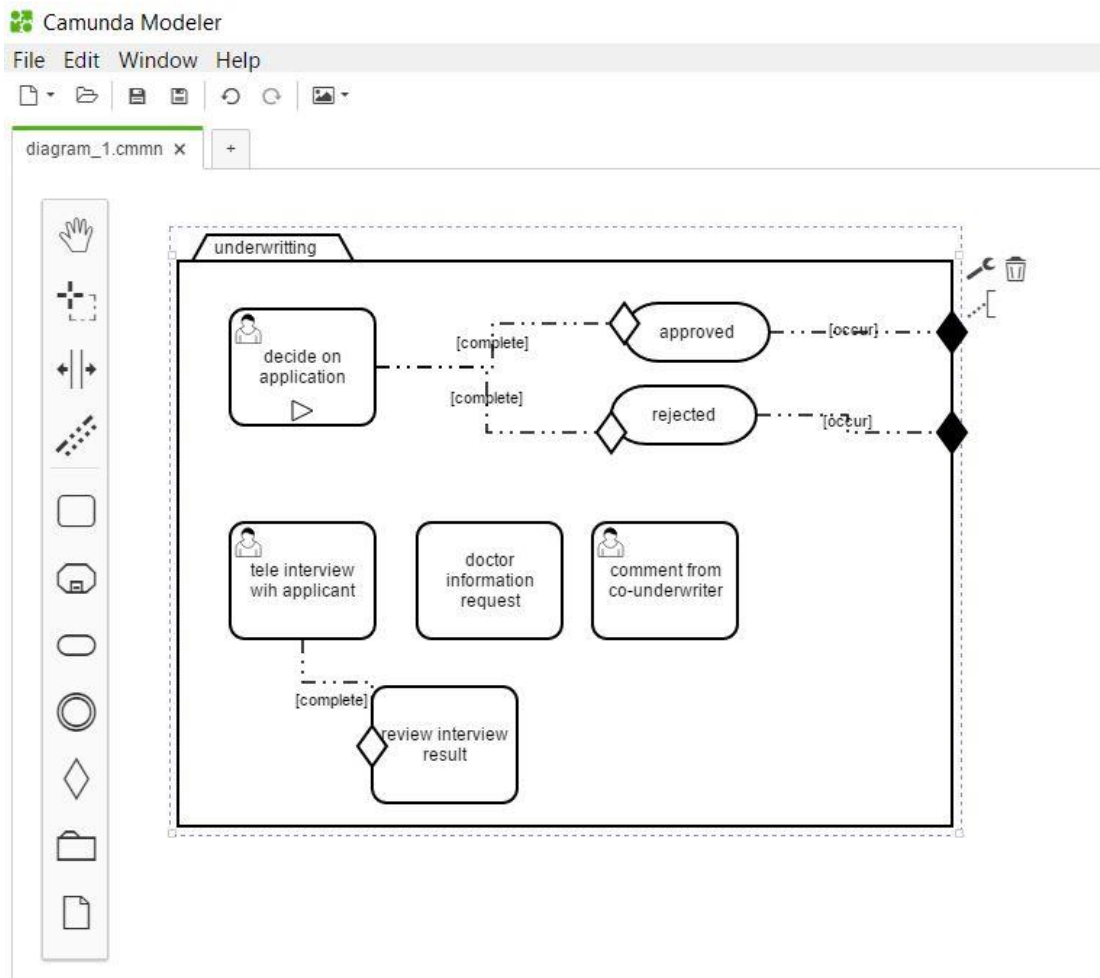 Camunda Modeler
File Edit Window Help
diagram_1.cmmn ×
+
underwritting
decide on
application
[complete]
approved
[occur]
[complete]
rejected
[occur]
tele interview
wih applicant
doctor
information
request
comment from
co-underwriter
[complete]
review interview
result